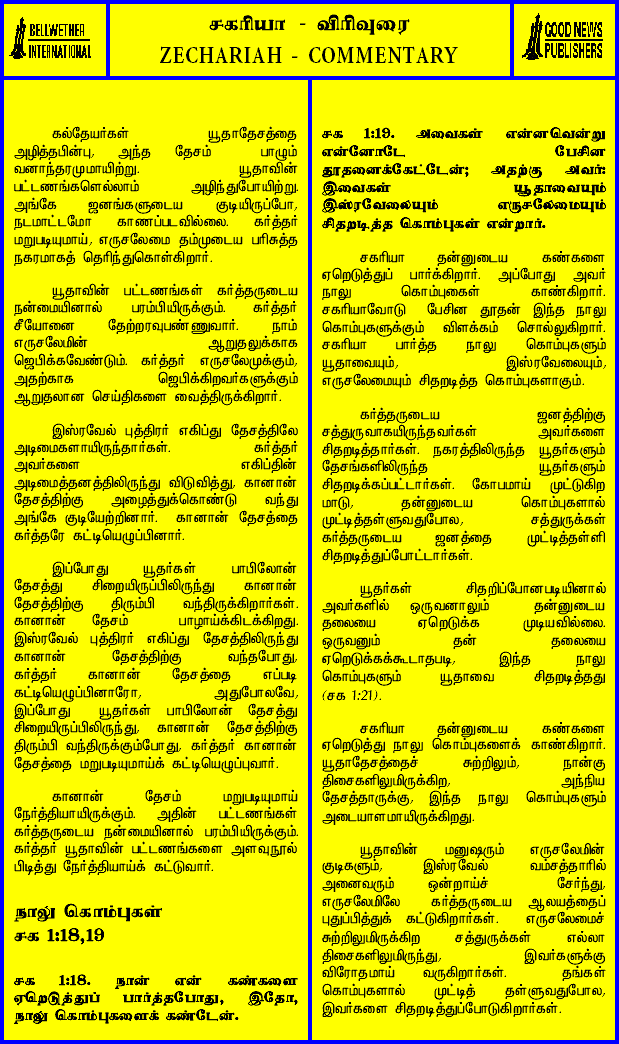 BELLWETHER
INTERNATIONAL
சகரியா - விரிவுரை
ZECHARIAH - COMMENTARY
GOOD NEWS
PUBLISHERS
கல்தேயர்கள் யூதாதேசத்தை
அழித்தபின்பு, அந்த தேசம் பாழும்
வனாந்தரமுமாயிற்று. யூதாவின்
பட்டணங்களெல்லாம் அழிந்துபோயிற்று.
அங்கே ஜனங்களுடைய குடியிருப்போ,
நடமாட்டமோ காணப்படவில்லை. கர்த்தர்
மறுபடியுமாய், எருசலேமை தம்முடைய பரிசுத்த
நகரமாகத் தெரிந்துகொள்கிறார்.
யூதாவின் பட்டணங்கள் கர்த்தருடைய
நன்மையினால் பரம்பியிருக்கும். கர்த்தர்
சீயோனை தேற்றரவுபண்ணுவார். நாம்
எருசலேமின் ஆறுதலுக்காக
ஜெபிக்கவேண்டும். கர்த்தர் எருசலேமுக்கும்,
அதற்காக ஜெபிக்கிறவர்களுக்கும்
ஆறுதலான செய்திகளை வைத்திருக்கிறார்.
இஸ்ரவேல் புத்திரர் எகிப்து தேசத்திலே
அடிமைகளாயிருந்தார்கள். கர்த்தர்
அவர்களை எகிப்தின்
அடிமைத்தனத்திலிருந்து விடுவித்து, கானான்
தேசத்திற்கு அழைத்துக்கொண்டு வந்து
அங்கே குடியேற்றினார். கானான் தேசத்தை
கர்த்தரே கட்டியெழுப்பினார்.
இப்போது யூதர்கள் பாபிலோன்
தேசத்து சிறையிருப்பிலிருந்து கானான்
தேசத்திற்கு திரும்பி வந்திருக்கிறார்கள்.
கானான் தேசம் பாழாய்க்கிடக்கிறது.
இஸ்ரவேல் புத்திரர் எகிப்து தேசத்திலிருந்து
கானான் தேசத்திற்கு வந்தபோது,
கர்த்தர் கானான் தேசத்தை எப்படி
கட்டியெழுப்பினாரோ, அதுபோலவே,
இப்போது யூதர்கள் பாபிலோன் தேசத்து
சிறையிருப்பிலிருந்து, கானான் தேசத்திற்கு
திரும்பி வந்திருக்கும்போது, கர்த்தர் கானான்
தேசத்தை மறுபடியுமாய்க் கட்டியெழுப்புவார்.
கானான் தேசம் மறுபடியுமாய்
நேர்த்தியாயிருக்கும். அதின் பட்டணங்கள்
கர்த்தருடைய நன்மையினால் பரம்பியிருக்கும்.
கர்த்தர் யூதாவின் பட்டணங்களை அளவுநூல்
பிடித்து நேர்த்தியாய்க் கட்டுவார்.
நாலு கொம்புகள்
சக 1:18,19
சக 1:18. நான் என் கண்களை
ஏறெடுத்துப் பார்த்தபோது, இதோ,
நாலு கொம்புகளைக் கண்டேன்.
சக 1:19. அவைகள் என்னவென்று
என்னோடே பேசின
தூதனைக்கேட்டேன்; அதற்கு அவர்:
இவைகள் யூதாவையும்
இஸ்ரவேலையும் எருசலேமையும்
சிதறடித்த கொம்புகள் என்றார்.
சகரியா தன்னுடைய கண்களை
ஏறெடுத்துப் பார்க்கிறார். அப்போது அவர்
நாலு கொம்புகைள் காண்கிறார்.
சகரியாவோடு பேசின தூதன் இந்த நாலு
கொம்புகளுக்கும் விளக்கம் சொல்லுகிறார்.
சகரியா பார்த்த நாலு கொம்புகளும்
யூதாவையும், இஸ்ரவேலையும்,
எருசலேமையும் சிதறடித்த கொம்புகளாகும்.
கர்த்தருடைய ஜனத்திற்கு
சத்துருவாகயிருந்தவர்கள் அவர்களை
சிதறடித்தார்கள். நகரத்திலிருந்த யூதர்களும்
தேசங்களிலிருந்த யூதர்களும்
சிதறடிக்கப்பட்டார்கள். கோபமாய் முட்டுகிற
மாடு, தன்னுடைய கொம்புகளால்
முட்டித்தள்ளுவதுபோல, சத்துருக்கள்
கர்த்தருடைய ஜனத்தை முட்டித்தள்ளி
சிதறடித்துப்போட்டார்கள்.
யூதர்கள் சிதறிப்போனபடியினால்
அவர்களில் ஒருவனாலும் தன்னுடைய
தலையை ஏறெடுக்க முடியவில்லை.
ஒருவனும் தன் தலையை
ஏறெடுக்கக்கூடாதபடி, இந்த நாலு
கொம்புகளும் யூதாவை சிதறடித்தது
(சக 1:21).
சகரியா தன்னுடைய கண்களை
ஏறெடுத்து நாலு கொம்புகளைக் காண்கிறார்.
யூதாதேசத்தைச் சுற்றிலும், நான்கு
திசைகளிலுமிருக்கிற, அந்நிய
தேசத்தாருக்கு, இந்த நாலு கொம்புகளும்
அடையாளமாயிருக்கிறது.
யூதாவின் மனுஷரும் எருசலேமின்
குடிகளும், இஸ்ரவேல் வம்சத்தாரில்
அனைவரும் ஒன்றாய்ச் சேர்ந்து,
எருசலேமிலே கர்த்தருடைய ஆலயத்தைப்
புதுப்பித்துக் கட்டுகிறார்கள். எருசலேமைச்
சுற்றிலுமிருக்கிற சத்துருக்கள் எல்லா
திசைகளிலுமிருந்து, இவர்களுக்கு
விரோதமாய் வருகிறார்கள். தங்கள்
கொம்புகளால் முட்டித் தள்ளுவதுபோல,
இவர்களை சிதறடித்துப்போடுகிறார்கள்.